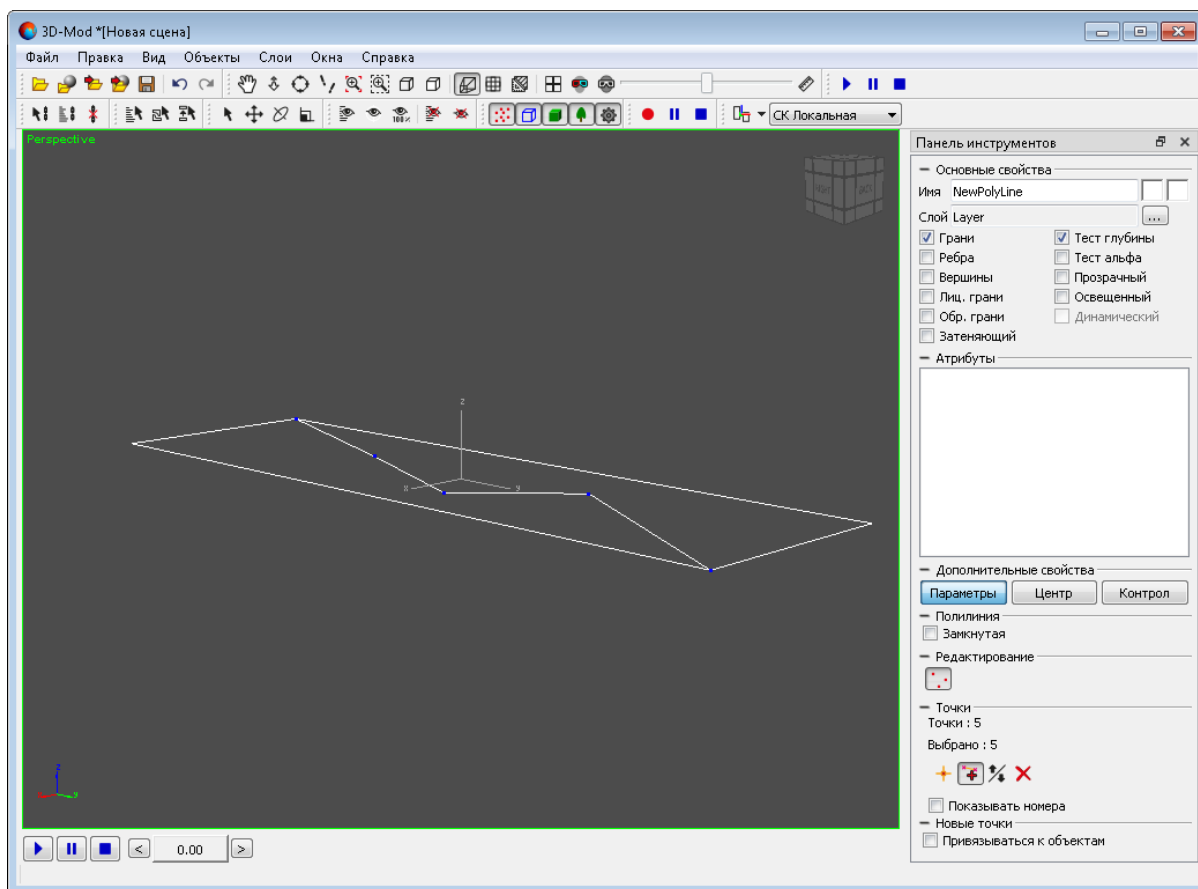 3D-Mod *[Новая сцена]
Файл Правка Вид Объекты Слои Окна Справка
100%
СК Локальная
Perspective
Панель инструментов
Основные свойства
Имя NewPolyLine
Слой Layer ...
Грани Тест глубины
Ребра Тест альфа
Вершины Прозрачный
Лиц. грани Освещенный
Обр. грани Динамический
Затеняющий
Атрибуты
z
x y
Дополнительные свойства
Параметры Центр Контрол
Полилиния
Замкнутая
Редактирование
Точки
Точки : 5
Выбрано : 5
z
x y
Показывать номера
Новые точки
Привязываться к объектам
< 0.00 >